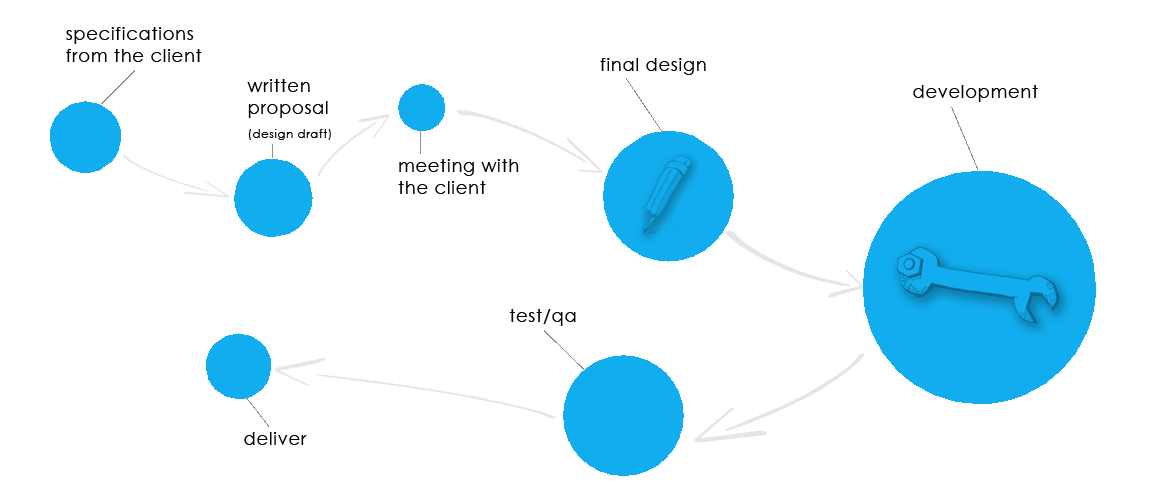 specifications
from the client
written
proposal
(design draft)
meeting with
the client
final design
development
test/qa
deliver